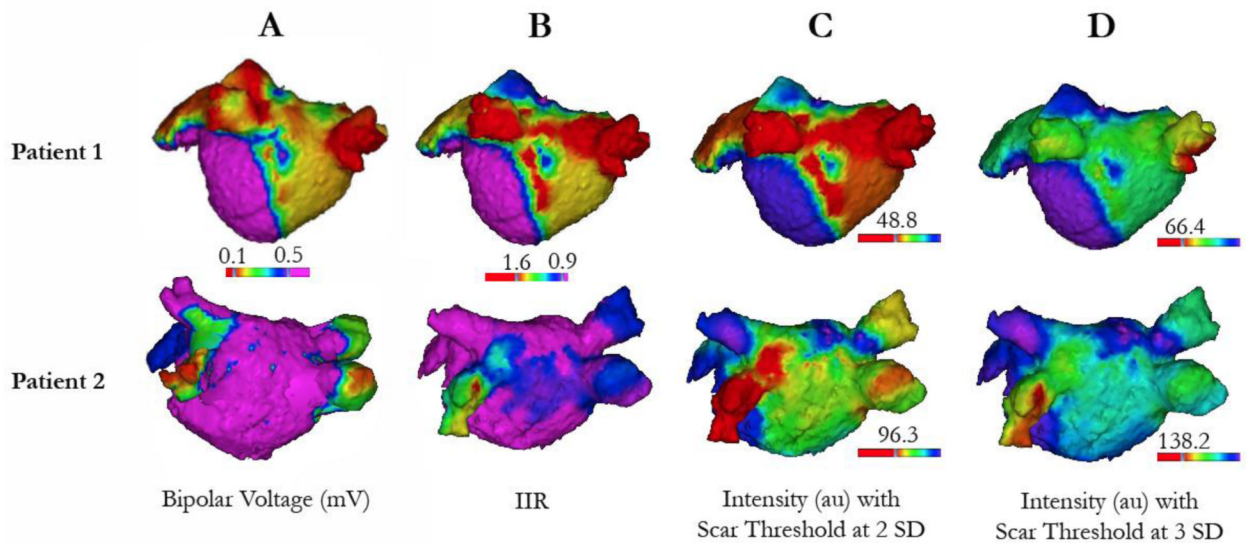 A B C D
Patient 1
48.8 66.4
0.1 0.5 1.6 0.9
Patient 2
96.3 138.2
Bipolar Voltage (mV) IIR Intensity (au) with Intensity (au) with
Scar Threshold at 2 SD Scar Threshold at 3 SD